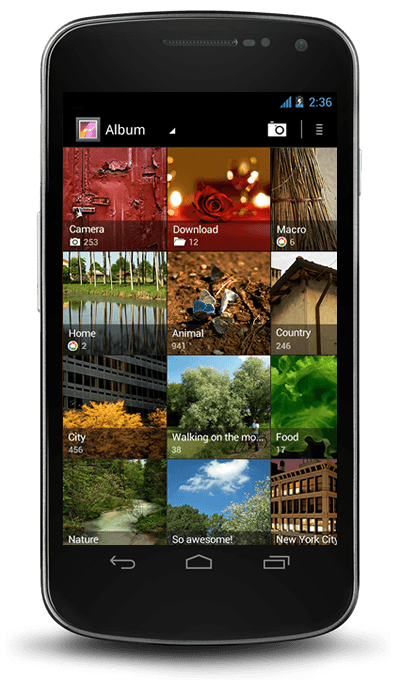 2:36
Album
Camera
253
Download
12
Macro
6
Home
2
Animal
941
Country
246
City
456
Walking on the mo...
38
Food
17
Nature
So awesome!
New York City